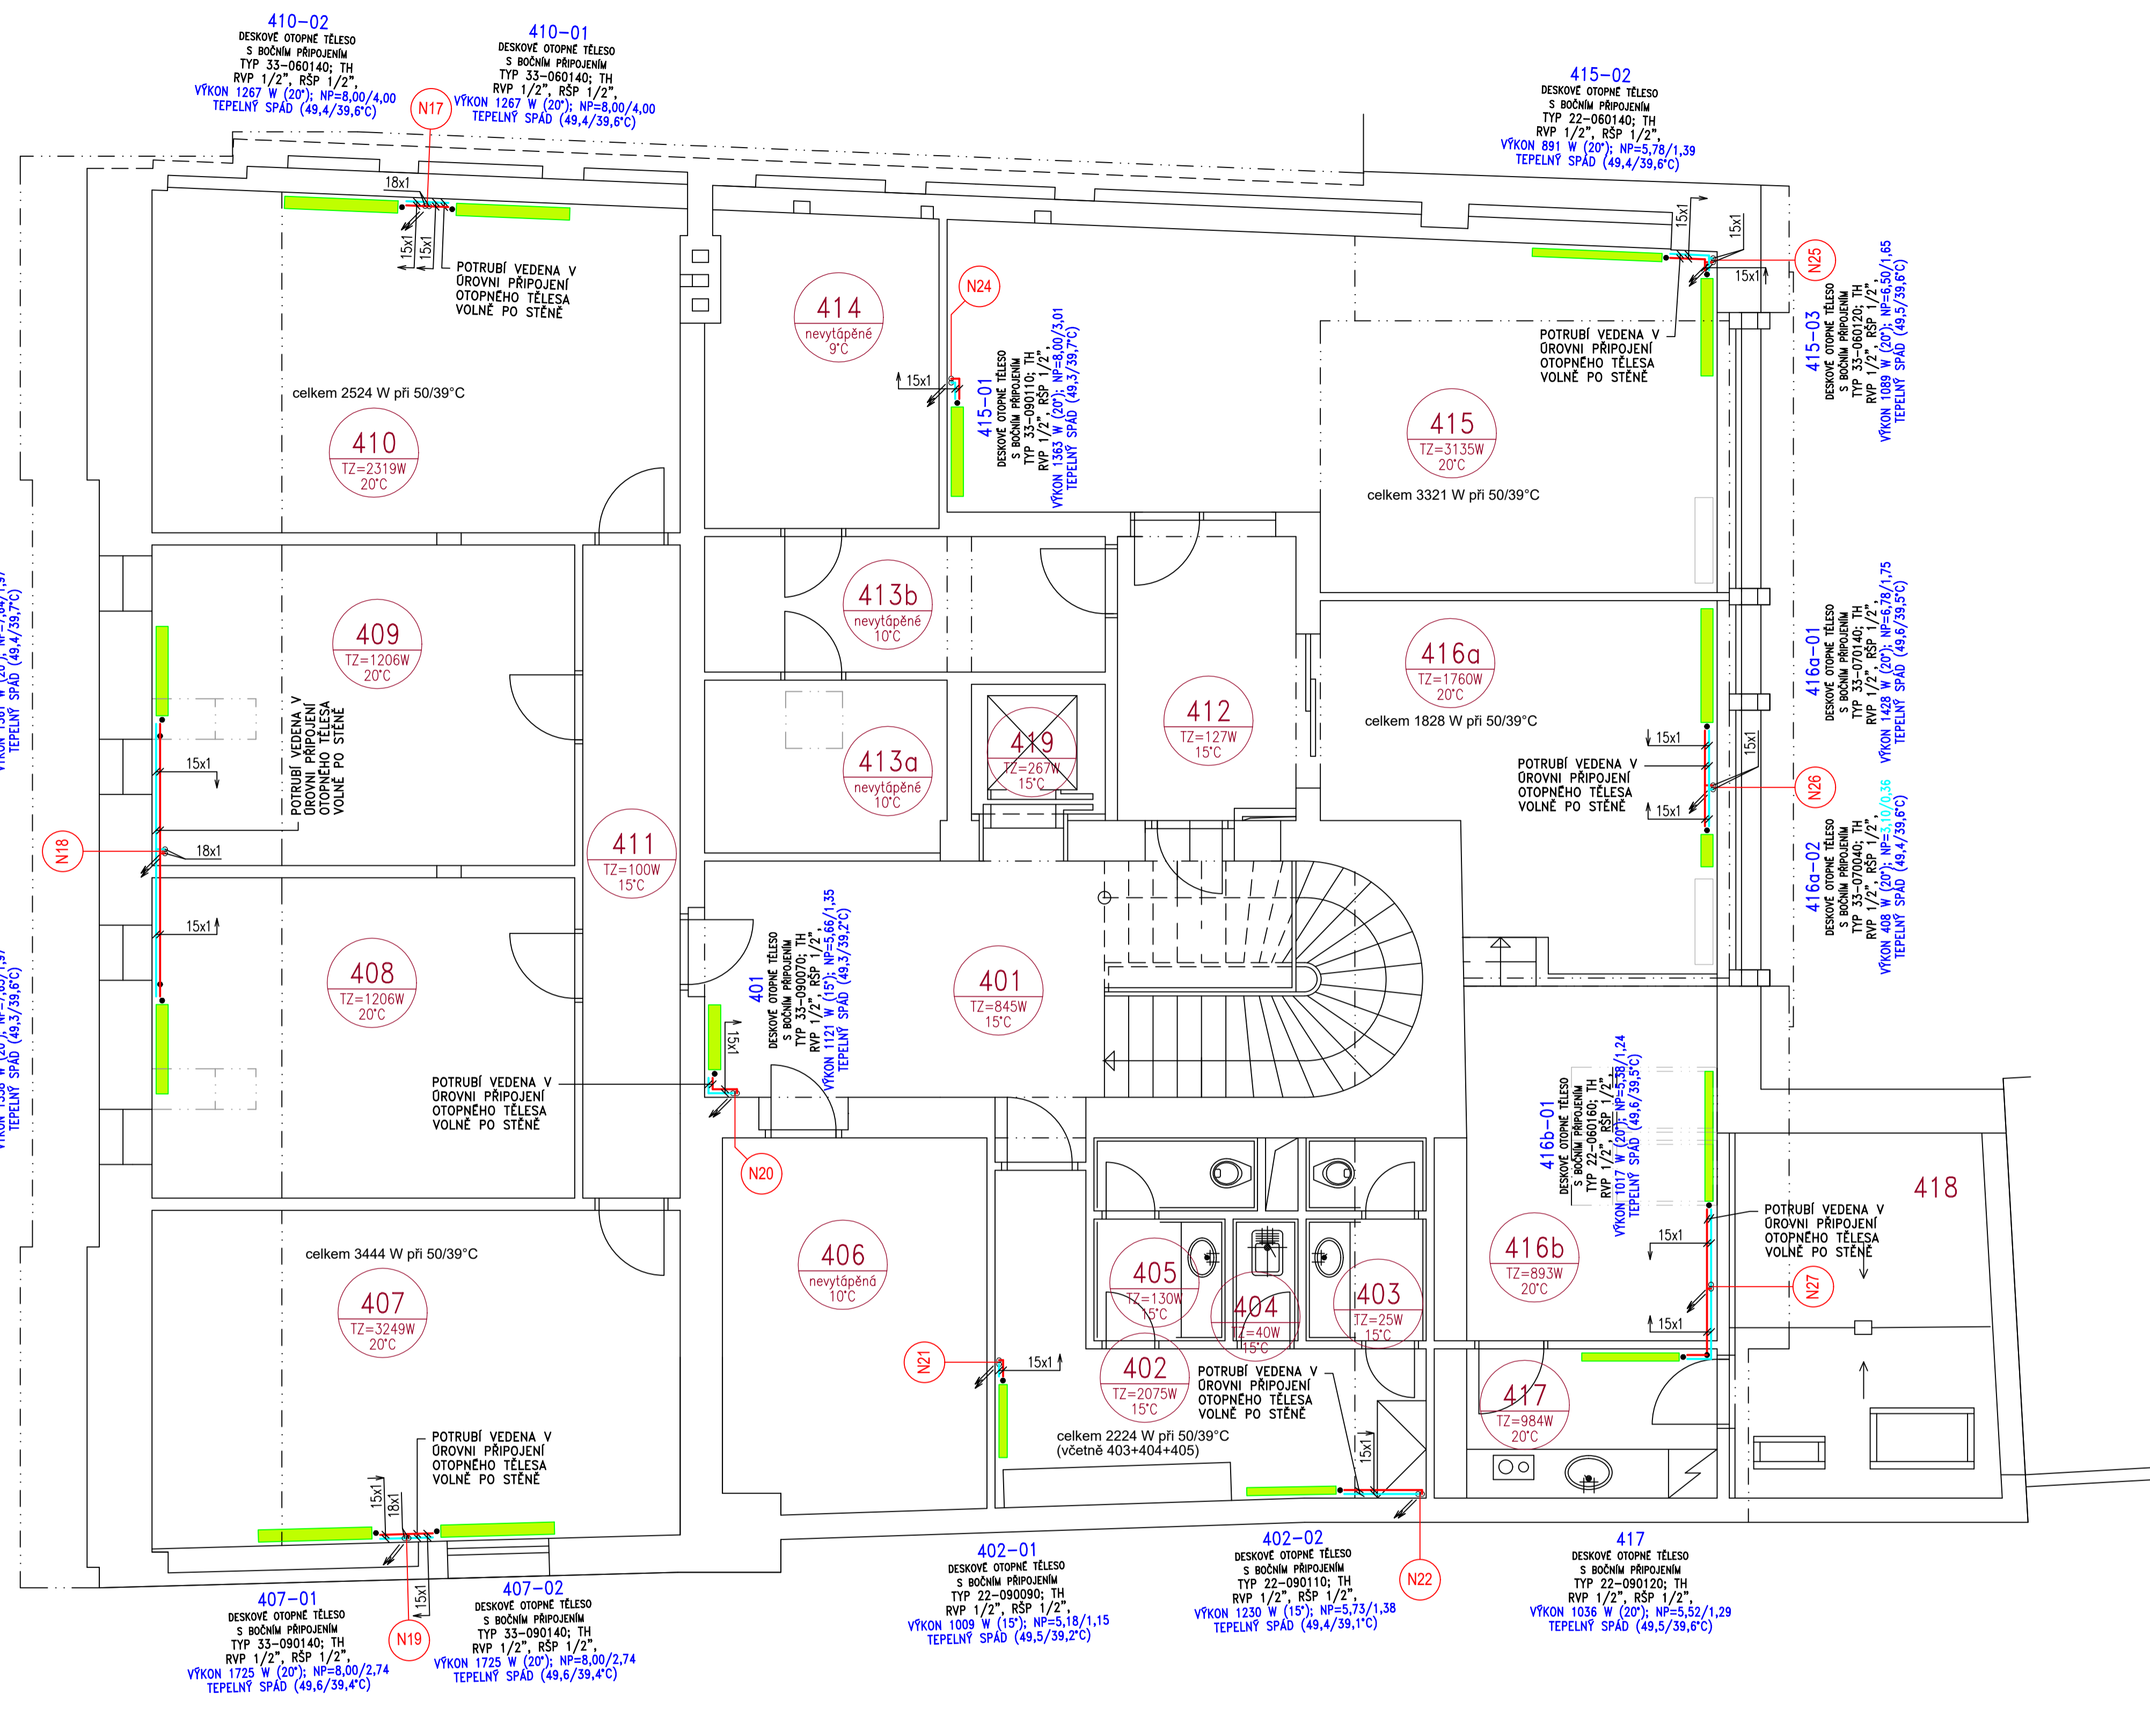 410-02
DESKOVÉ OTOPNÉ TĚLESO
S BOČNÍM PŘIPOJENÍM
TYP 33-060140; TH
RVP 1/2", RŠP 1/2",
VÝKON 1267 W (20°); NP=8,00/4,00
TEPELNÝ SPÁD (49,4/39,6°C)
410-01
DESKOVÉ OTOPNÉ TĚLESO
S BOČNÍM PŘIPOJENÍM
TYP 33-060140; TH
RVP 1/2", RŠP 1/2",
VÝKON 1267 W (20°); NP=8,00/4,00
TEPELNÝ SPÁD (49,4/39,6°C)
N17
415-02
DESKOVÉ OTOPNÉ TĚLESO
S BOČNÍM PŘIPOJENÍM
TYP 22-060140; TH
RVP 1/2", RŠP 1/2",
VÝKON 891 W (20°); NP=5,78/1,39
TEPELNÝ SPÁD (49,4/39,6°C)
18x1
15x1
15x1
POTRUBÍ VEDENA V
ÚROVNI PŘIPOJENÍ
OTOPNÉHO TĚLESA
VOLNĚ PO STĚNĚ
15x1
15x1
15x1
N25
415-03
DESKOVÉ OTOPNÉ TĚLESO
S BOČNÍM PŘIPOJENÍM
TYP 33-060120; TH
RVP 1/2", RŠP 1/2",
VÝKON 1089 W (20°); NP=6,50/1,65
TEPELNÝ SPÁD (49,5/39,6°C)
414
nevytápěné
9°C
N24
15x1
415-01
DESKOVÉ OTOPNÉ TĚLESO
S BOČNÍM PŘIPOJENÍM
TYP 33-090110; TH
RVP 1/2", RŠP 1/2",
VÝKON 1363 W (20°); NP=8,00/3,01
TEPELNÝ SPÁD (49,3/39,7°C)
POTRUBÍ VEDENA V
ÚROVNI PŘIPOJENÍ
OTOPNÉHO TĚLESA
VOLNĚ PO STĚNĚ
celkem 2524 W při 50/39°C
410
TZ=2319W
20°C
415
TZ=3135W
20°C
celkem 3321 W při 50/39°C
TEPELNÝ SPÁD (49,4/39,7°C)
409
TZ=1206W
20°C
413b
nevytápěné
10°C
416a
TZ=1760W
20°C
celkem 1828 W při 50/39°C
416a-01
DESKOVÉ OTOPNÉ TĚLESO
S BOČNÍM PŘIPOJENÍM
TYP 33-070140; TH
RVP 1/2", RŠP 1/2",
VÝKON 1428 W (20°); NP=6,78/1,75
TEPELNÝ SPÁD (49,6/39,5°C)
15x1
POTRUBÍ VEDENA V
ÚROVNI PŘIPOJENÍ
OTOPNÉHO TĚLESA
VOLNĚ PO STĚNĚ
413a
nevytápěné
10°C
419
TZ=267W
15°C
412
TZ=127W
15°C
15x1
15x1
POTRUBÍ VEDENA V
ÚROVNI PŘIPOJENÍ
OTOPNÉHO TĚLESA
VOLNĚ PO STĚNĚ
15x1
N26
416a-02
DESKOVÉ OTOPNÉ TĚLESO
S BOČNÍM PŘIPOJENÍM
TYP 33-070040; TH
RVP 1/2", RŠP 1/2",
VÝKON 408 W (20°); NP=3,10/0,36
TEPELNÝ SPÁD (49,4/39,6°C)
N18
18x1
15x1
411
TZ=100W
15°C
408
TZ=1206W
20°C
TEPELNÝ SPÁD (49,3/39,6°C)
401
DESKOVÉ OTOPNÉ TĚLESO
S BOČNÍM PŘIPOJENÍM
TYP 33-090070; TH
RVP 1/2", RŠP 1/2",
VÝKON 1121 W (15°); NP=5,66/1,35
TEPELNÝ SPÁD (49,3/39,2°C)
15x1
401
TZ=845W
15°C
POTRUBÍ VEDENA V
ÚROVNI PŘIPOJENÍ
OTOPNÉHO TĚLESA
VOLNĚ PO STĚNĚ
N20
416b-01
DESKOVÉ OTOPNÉ TĚLESO
S BOČNÍM PŘIPOJENÍM
TYP 22-060160; TH
RVP 1/2", RŠP 1/2",
VÝKON 1017 W (20°); NP=5,38/1,24
TEPELNÝ SPÁD (49,6/39,5°C)
418
POTRUBÍ VEDENA V
ÚROVNI PŘIPOJENÍ
OTOPNÉHO TĚLESA
VOLNĚ PO STĚNĚ
15x1
15x1
N27
416b
TZ=893W
20°C
celkem 3444 W při 50/39°C
407
TZ=3249W
20°C
406
nevytápěná
10°C
405
TZ=130W
15°C
404
TZ=40W
15°C
403
TZ=25W
15°C
N21
15x1
402
TZ=2075W
15°C
POTRUBÍ VEDENA V
ÚROVNI PŘIPOJENÍ
OTOPNÉHO TĚLESA
VOLNĚ PO STĚNĚ
417
TZ=984W
20°C
celkem 2224 W při 50/39°C
(včetně 403+404+405)
15x1
POTRUBÍ VEDENA V
ÚROVNI PŘIPOJENÍ
OTOPNÉHO TĚLESA
VOLNĚ PO STĚNĚ
15x1
18x1
15x1
407-01
DESKOVÉ OTOPNÉ TĚLESO
S BOČNÍM PŘIPOJENÍM
TYP 33-090140; TH
RVP 1/2", RŠP 1/2",
VÝKON 1725 W (20°); NP=8,00/2,74
TEPELNÝ SPÁD (49,6/39,4°C)
N19
407-02
DESKOVÉ OTOPNÉ TĚLESO
S BOČNÍM PŘIPOJENÍM
TYP 33-090140; TH
RVP 1/2", RŠP 1/2",
VÝKON 1725 W (20°); NP=8,00/2,74
TEPELNÝ SPÁD (49,6/39,4°C)
402-01
DESKOVÉ OTOPNÉ TĚLESO
S BOČNÍM PŘIPOJENÍM
TYP 22-090090; TH
RVP 1/2", RŠP 1/2",
VÝKON 1009 W (15°); NP=5,18/1,15
TEPELNÝ SPÁD (49,5/39,2°C)
402-02
DESKOVÉ OTOPNÉ TĚLESO
S BOČNÍM PŘIPOJENÍM
TYP 22-090110; TH
RVP 1/2", RŠP 1/2",
VÝKON 1230 W (15°); NP=5,73/1,38
TEPELNÝ SPÁD (49,4/39,1°C)
N22
417
DESKOVÉ OTOPNÉ TĚLESO
S BOČNÍM PŘIPOJENÍM
TYP 22-090120; TH
RVP 1/2", RŠP 1/2",
VÝKON 1036 W (20°); NP=5,52/1,29
TEPELNÝ SPÁD (49,5/39,6°C)